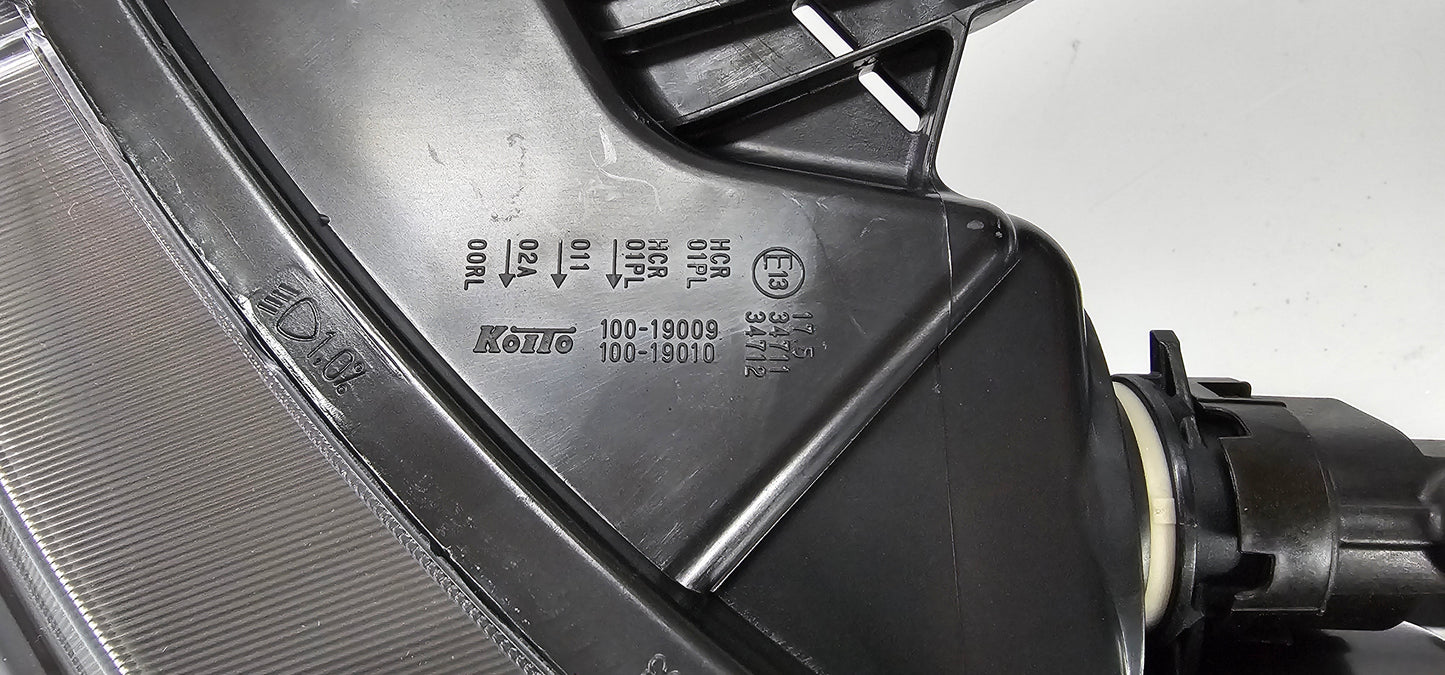 HCR
01PL
HCR
01PL
011
02A
00RL
E13
17.5
34711
34712
KOITO
100-19009
100-19010
1.0%